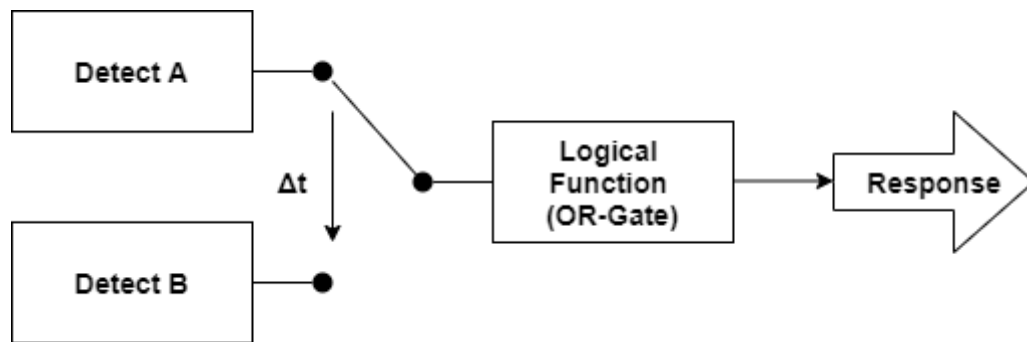 Detect A
Δt
Logical
Function
(OR-Gate)
Response
Detect B